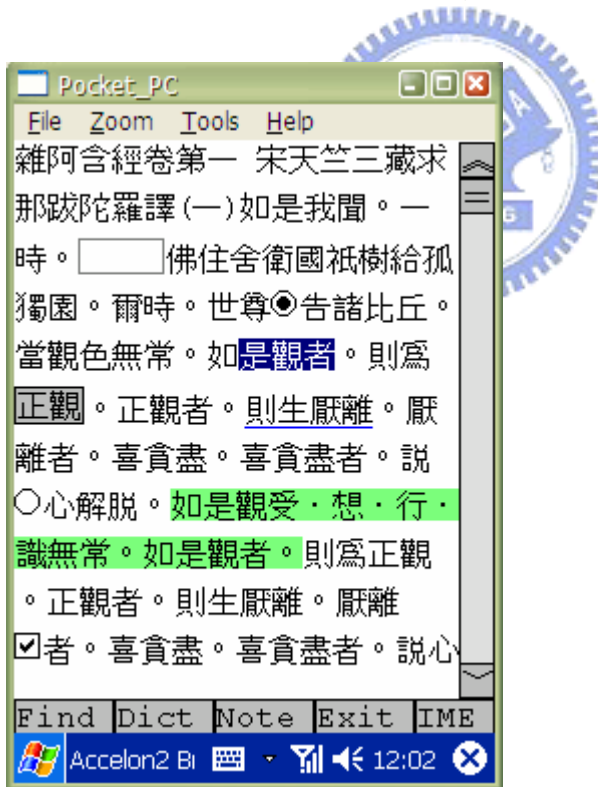 Pocket_PC
File Zoom Tools Help
雜阿含經卷第一 宋天竺三藏求
那跋陀羅譯(一)如是我聞。一
時。佛住舍衛國祇樹給孤
獨園。爾時。世尊告諸比丘。
當觀色無常。如是觀者。則爲
正觀。正觀者。則生厭離。厭
離者。喜貪盡。喜貪盡者。説
心解脱。如是觀受・想・行・
識無常。如是觀者。則爲正觀
。正觀者。則生厭離。厭離
者。喜貪盡。喜貪盡者。説心
Find Dict Note Exit IME
Accelon2 Br 12:02
6